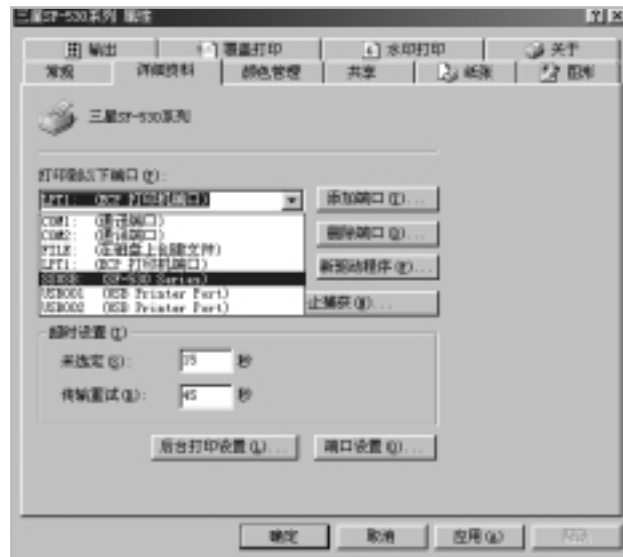 三星SF-530系列 属性
输出 覆盖打印 水印打印 关于
常规 详细资料 颜色管理 共享 纸张 图形
三星SF-530系列
打印到以下端口(P):
LPT1: (ECP 打印机端口)
添加端口(T)...
COM1: (通讯端口)
COM2: (通讯端口)
删除端口(D)...
FILE: (在磁盘上创建文件)
LPT1: (ECP 打印机端口)
新驱动程序(W)...
SSUSB: (SF-530 Series)
USB001 (USB Printer Port)
USB002 (USB Printer Port)
止捕获(N)...
超时设置(T)
未选定(S): 15 秒
传输重试(R): 45 秒
后台打印设置(L)... 端口设置(O)...
确定 取消 应用(A)